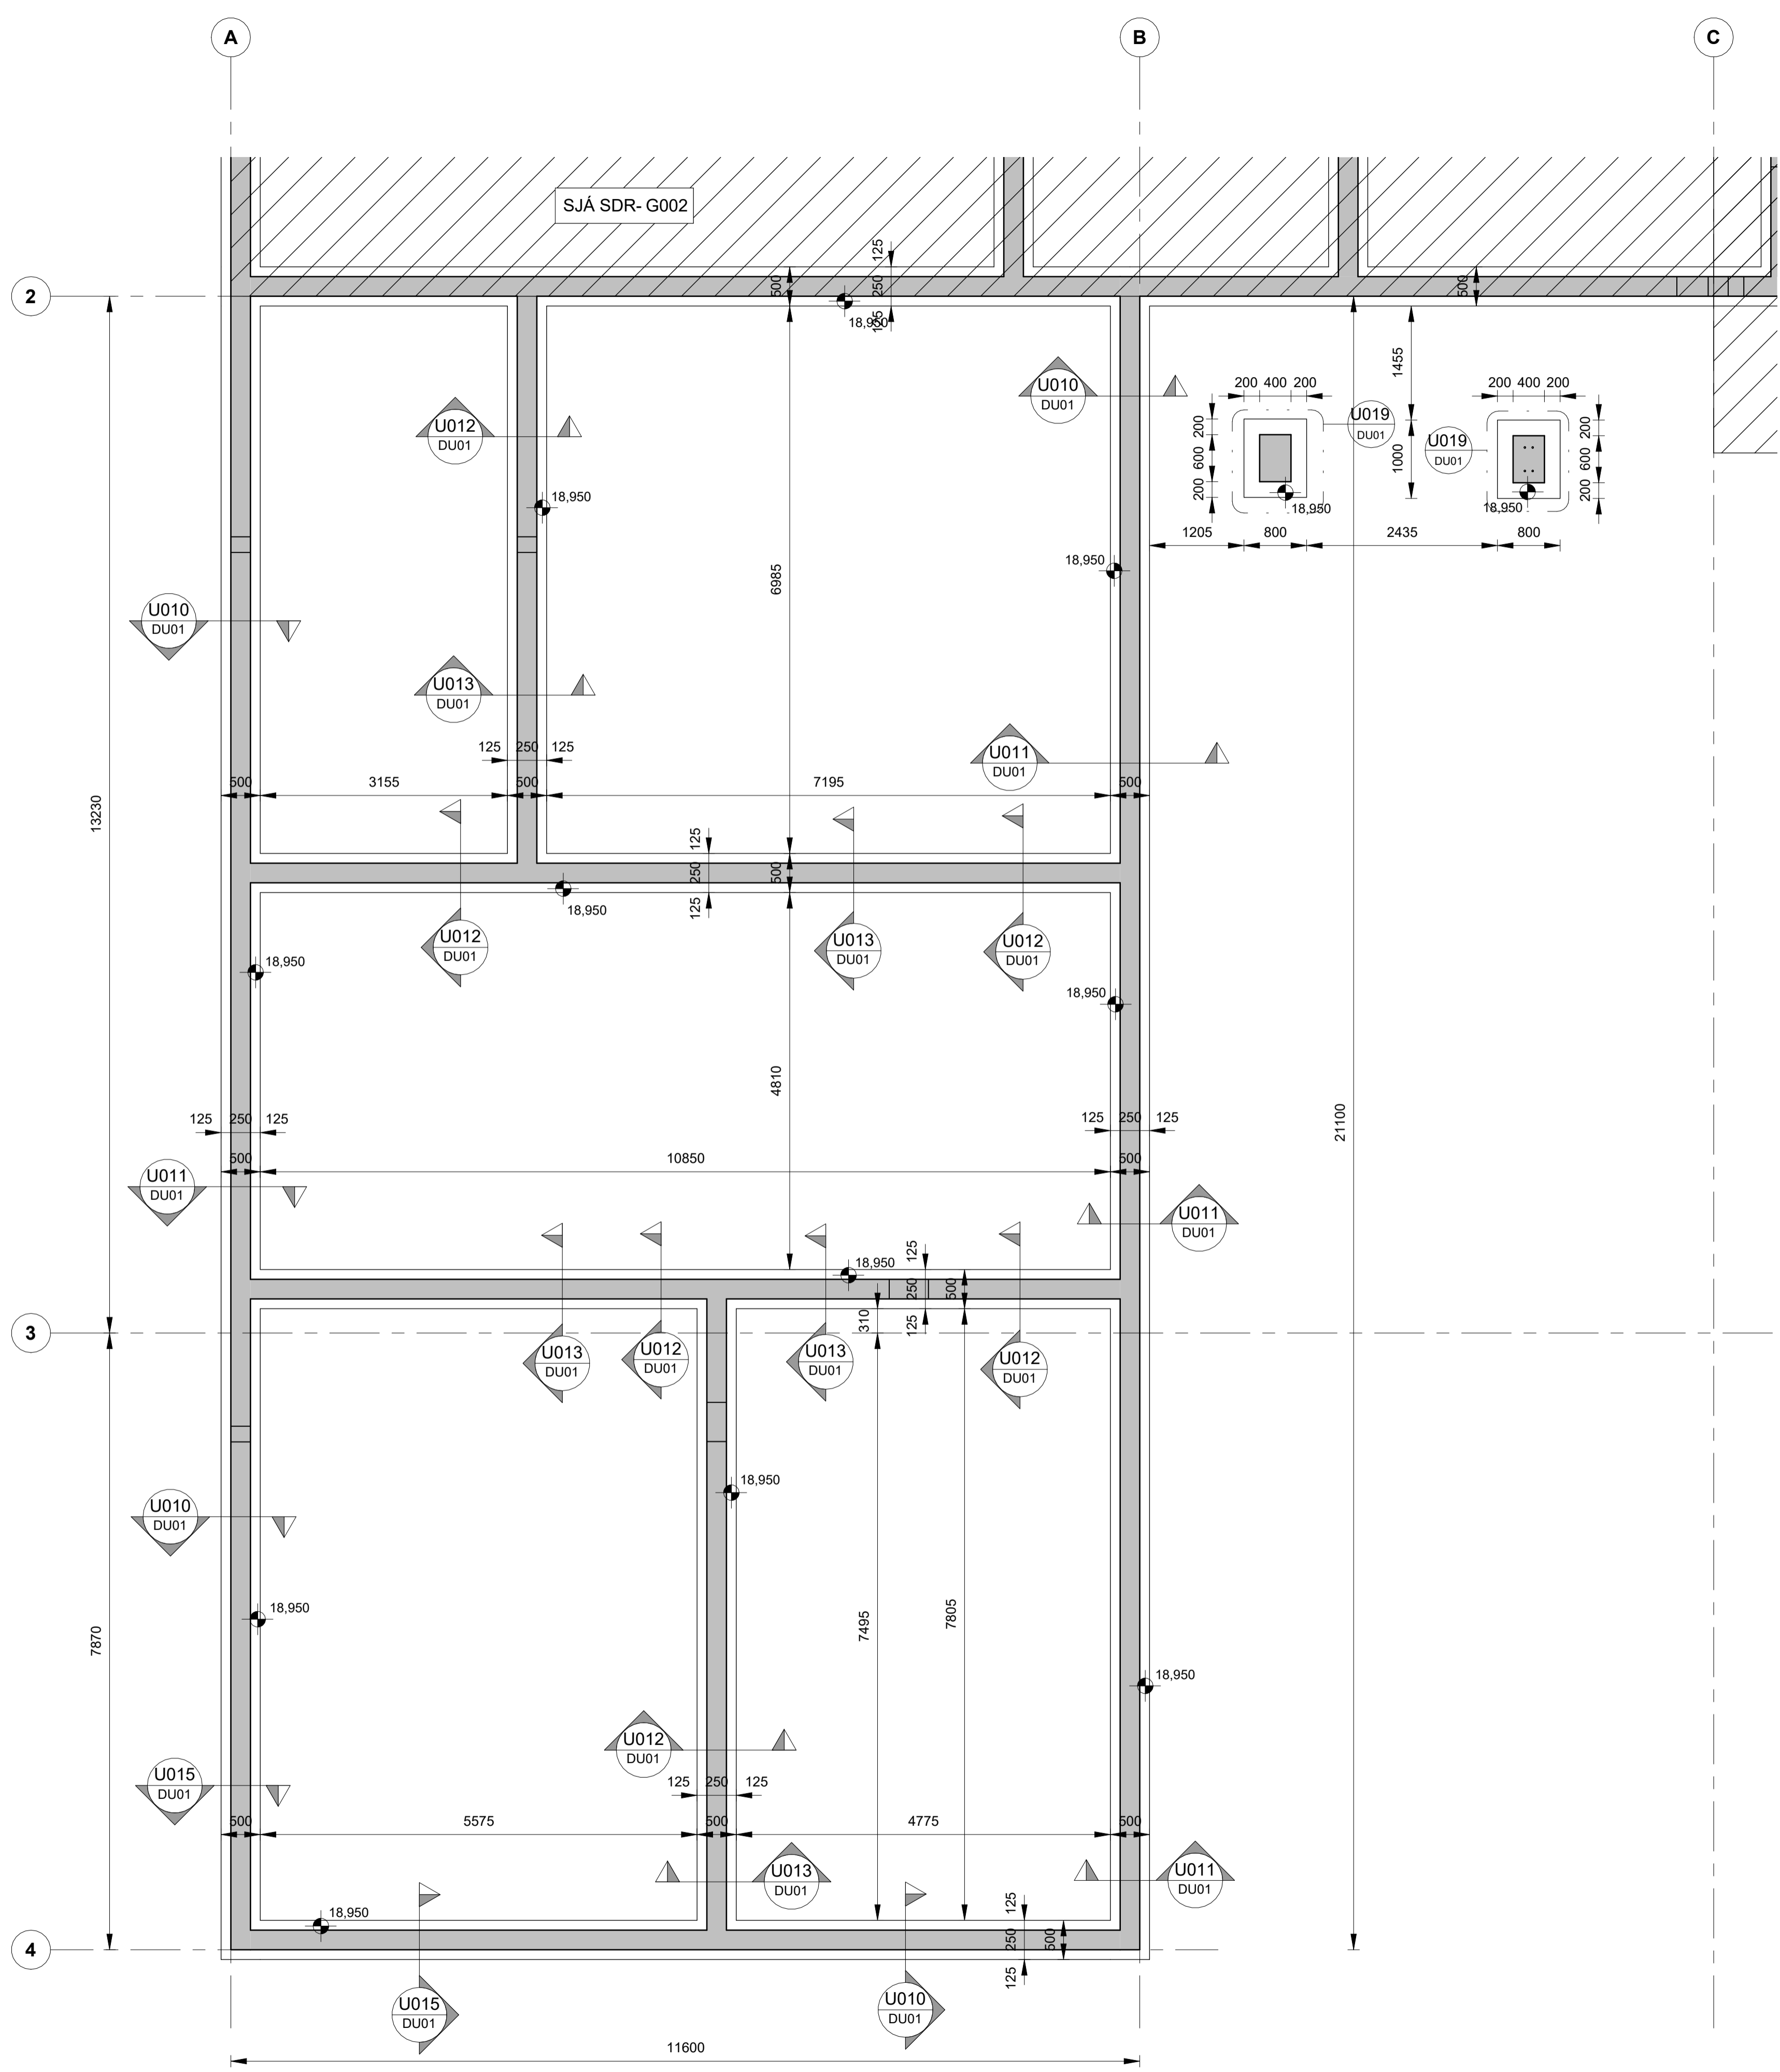 A
B
C
SJÁ SDR- G002
2
125
500
250
125
18,950
500
U010
DU01
1455
200 400 200
200 400 200
U019
DU01
U012
DU01
200
600
200
1000
U019
DU01
200
600
200
18,950
18,950
18,950
1205
800
2435
800
18,950
6985
U010
DU01
U013
DU01
U011
DU01
125 250 125
500
3155
500
7195
500
13230
125
250
500
125
18,950
U012
DU01
U013
DU01
U012
DU01
18,950
18,950
4810
21100
125 250 125
125 250 125
500
10850
500
U011
DU01
U011
DU01
18,950
125
250
500
310
125
3
U013
DU01
U012
DU01
U013
DU01
U012
DU01
18,950
U010
DU01
18,950
7495
7805
7870
18,950
U012
DU01
U015
DU01
125 250 125
500
5575
500
4775
500
U013
DU01
U011
DU01
18,950
125
250
500
125
4
U015
DU01
U010
DU01
11600